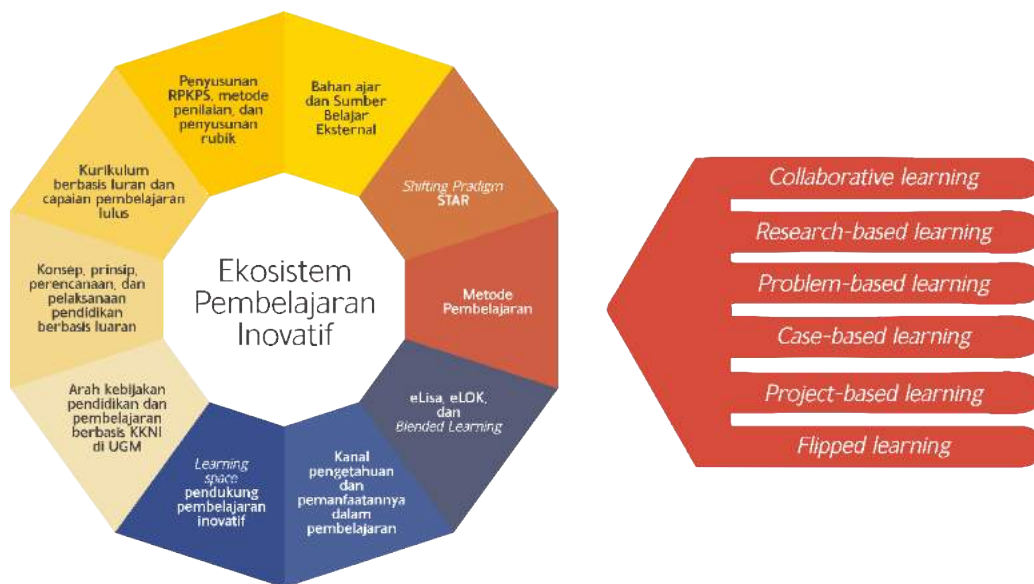 Penyusunan
RPKPS, metode
penilaian, dan
penyusunan
rubik
Bahan ajar
dan Sumber
Belajar
Eksternal
Shifting Pradigm
STAR
Metode
Pembelajaran
eLisa, eLOK,
dan
Blended Learning
Kanal
pengetahuan
dan
pemanfaatannya
dalam
pembelajaran
Learning
space
pendukung
pembelajaran
inovatif
Arah kebijakan
pendidikan dan
pembelajaran
berbasis KKNI
di UGM
Konsep, prinsip,
perencanaan, dan
pelaksanaan
pendidikan
berbasis luaran
Kurikulum
berbasis luran dan
capaian pembelajaran
lulus
Ekosistem
Pembelajaran
Inovatif
Collaborative learning
Research-based learning
Problem-based learning
Case-based learning
Project-based learning
Flipped learning